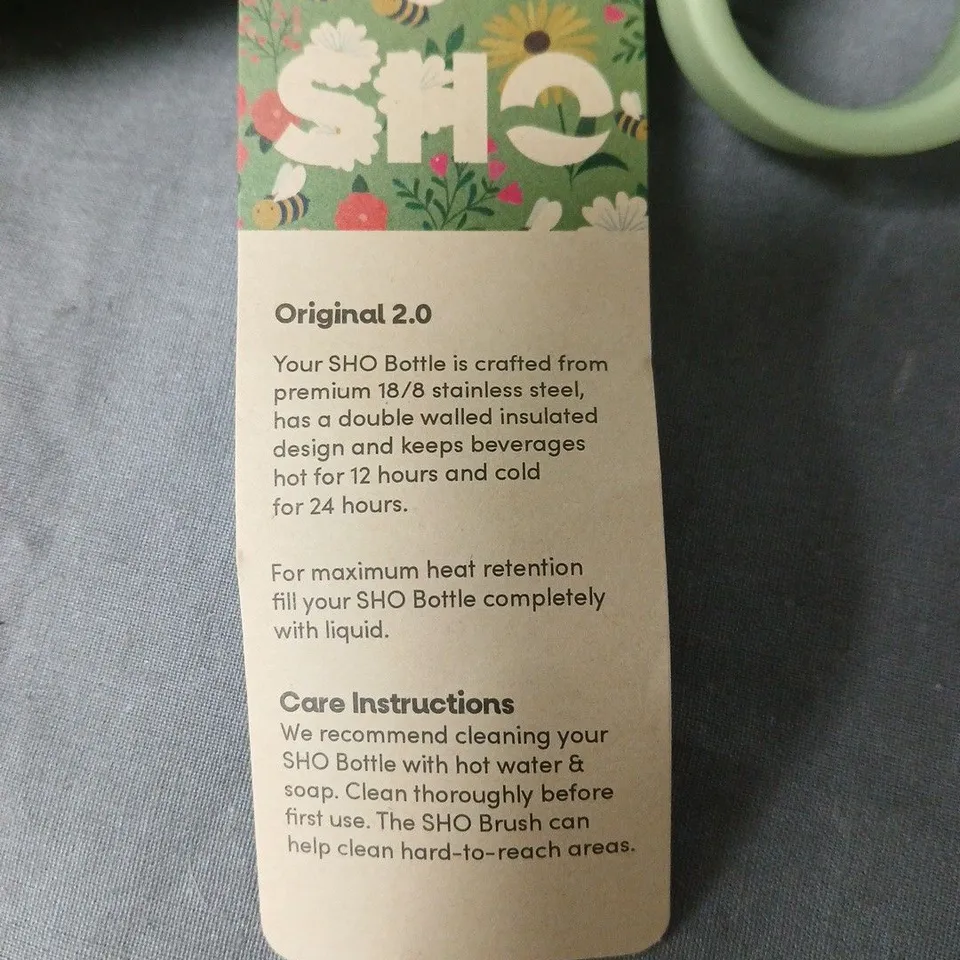 SHO
Original 2.0
Your SHO Bottle is crafted from
premium 18/8 stainless steel,
has a double walled insulated
design and keeps beverages
hot for 12 hours and cold
for 24 hours.
For maximum heat retention
fill your SHO Bottle completely
with liquid.
Care Instructions
We recommend cleaning your
SHO Bottle with hot water &
soap. Clean thoroughly before
first use. The SHO Brush can
help clean hard-to-reach areas.